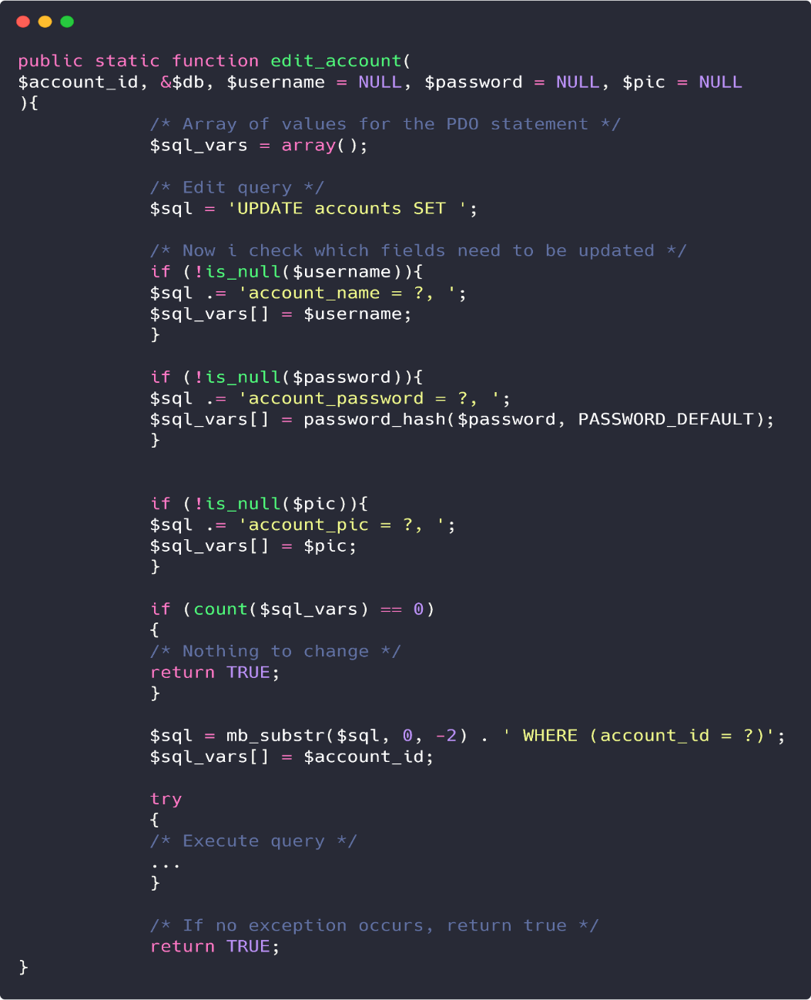 public static function edit_account(
$account_id, &$db, $username = NULL, $password = NULL, $pic = NULL
){
/* Array of values for the PDO statement */
$sql_vars = array();
/* Edit query */
$sql = 'UPDATE accounts SET ';
/* Now i check which fields need to be updated */
if (!is_null($username)){
$sql .= 'account_name = ?, ';
$sql_vars[] = $username;
}
if (!is_null($password)){
$sql .= 'account_password = ?, ';
$sql_vars[] = password_hash($password, PASSWORD_DEFAULT);
}
if (!is_null($pic)){
$sql .= 'account_pic = ?, ';
$sql_vars[] = $pic;
}
if (count($sql_vars) == 0)
{
/* Nothing to change */
return TRUE;
}
$sql = mb_substr($sql, 0, -2) . ' WHERE (account_id = ?)';
$sql_vars[] = $account_id;
try
{
/* Execute query */
...
}
/* If no exception occurs, return true */
return TRUE;
}